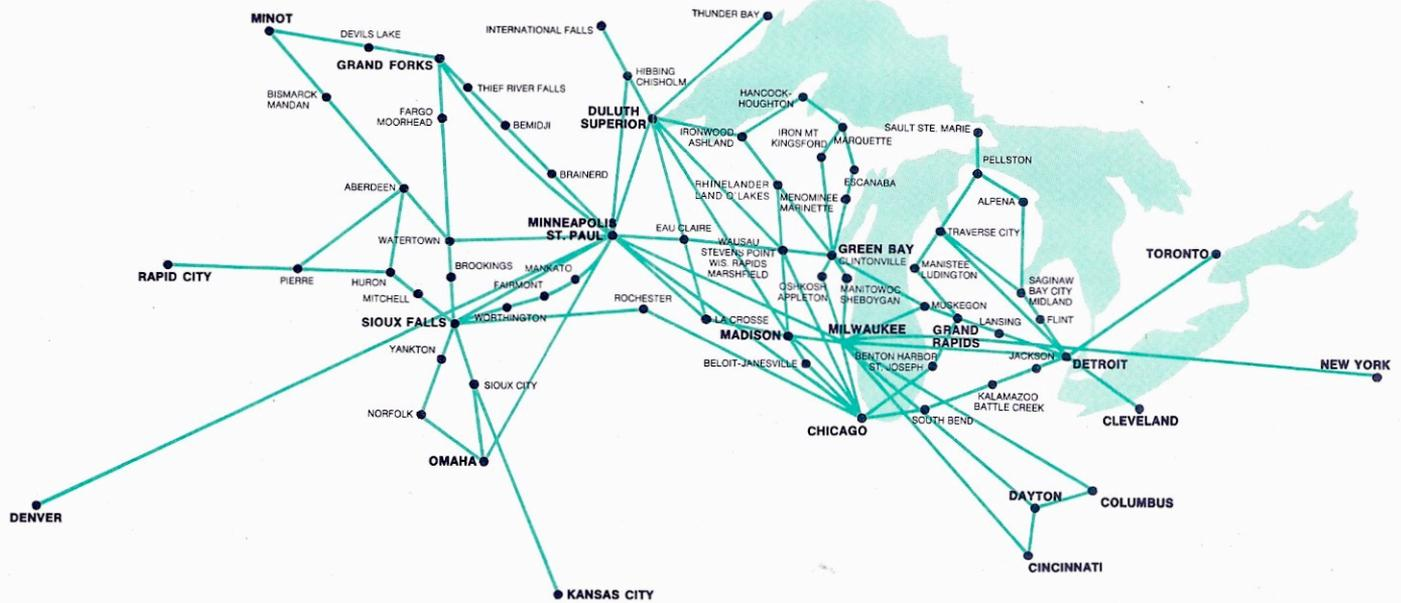 MINOT
DEVILS LAKE
GRAND FORKS
THIEF RIVER FALLS
BISMARCK
MANDAN
FARGO
MOORHEAD
BEMIDJI
BRAINERD
INTERNATIONAL FALLS
THUNDER BAY
HIBBING
CHISHOLM
DULUTH
SUPERIOR
HANCOCK-
HOUGHTON
IRONWOOD
ASHLAND
IRON MT
KINGSFORD
MARQUETTE
SAULT STE. MARIE
PELLSTON
ESCANABA
RHINELANDER
LAND O'LAKES
MENOMINEE
MARINETTE
ALPENA
ABERDEEN
MINNEAPOLIS
ST. PAUL
EAU CLAIRE
WATERTOWN
WAUSAU
STEVENS POINT
WIS. RAPIDS
MARSHFIELD
GREEN BAY
CLINTONVILLE
TRAVERSE CITY
TORONTO
RAPID CITY
PIERRE
HURON
MITCHELL
BROOKINGS
MANKATO
FAIRMONT
WORTHINGTON
SIOUX FALLS
ROCHESTER
OSHKOSH
APPLETON
MANITOWOC
SHEBOYGAN
MANISTEE
LUDINGTON
SAGINAW
BAY CITY
MIDLAND
MUSKEGON
LA CROSSE
MADISON
MILWAUKEE
GRAND
RAPIDS
LANSING
FLINT
YANKTON
SIOUX CITY
BELOIT-JANESVILLE
BENTON HARBOR
ST. JOSEPH
JACKSON
DETROIT
NEW YORK
NORFOLK
KALAMAZOO
BATTLE CREEK
SOUTH BEND
CLEVELAND
CHICAGO
OMAHA
DENVER
DAYTON
COLUMBUS
CINCINNATI
KANSAS CITY